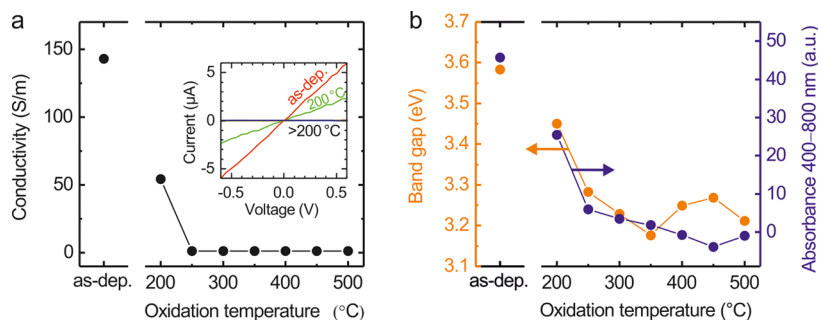 a
Conductivity (S/m)
150
100
50
0
as-dep.
200
300
400
500
Oxidation temperature (°C)
Current (μA)
5
0
-5
-0.5
0.0
0.5
Voltage (V)
as-dep.
200 °C
>200 °C
b
Band gap (eV)
3.7
3.6
3.5
3.4
3.3
3.2
3.1
as-dep.
200
300
400
500
Oxidation temperature (°C)
50
40
30
20
10
0
Absorbance 400–800 nm (a.u.)